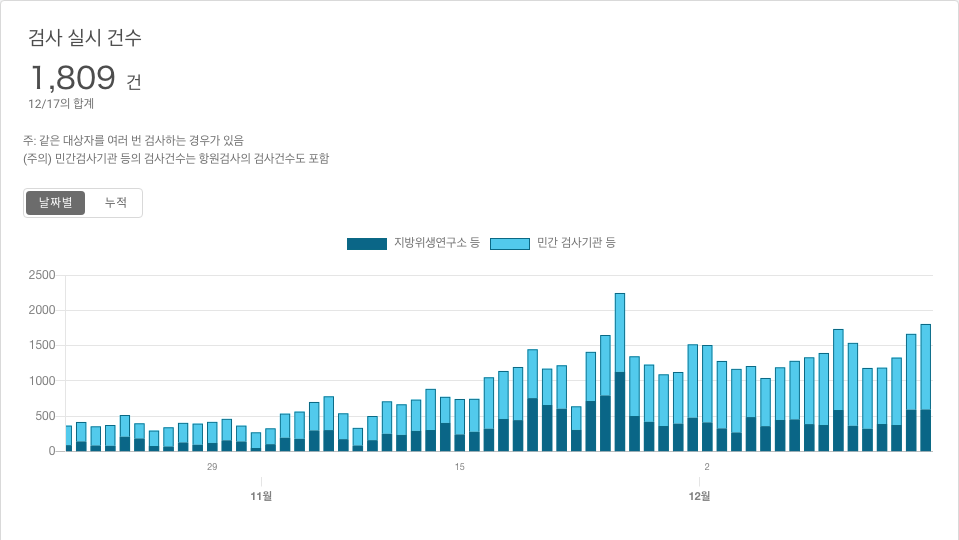 검사 실시 건수
1,809 건
12/17의 합계
주: 같은 대상자를 여러 번 검사하는 경우가 있음
(주의) 민간검사기관 등의 검사건수는 항원검사의 검사건수도 포함
날짜별 누적
지방위생연구소 등 민간 검사기관 등
2500
2000
1500
1000
500
0
29 15 2
11월 12월